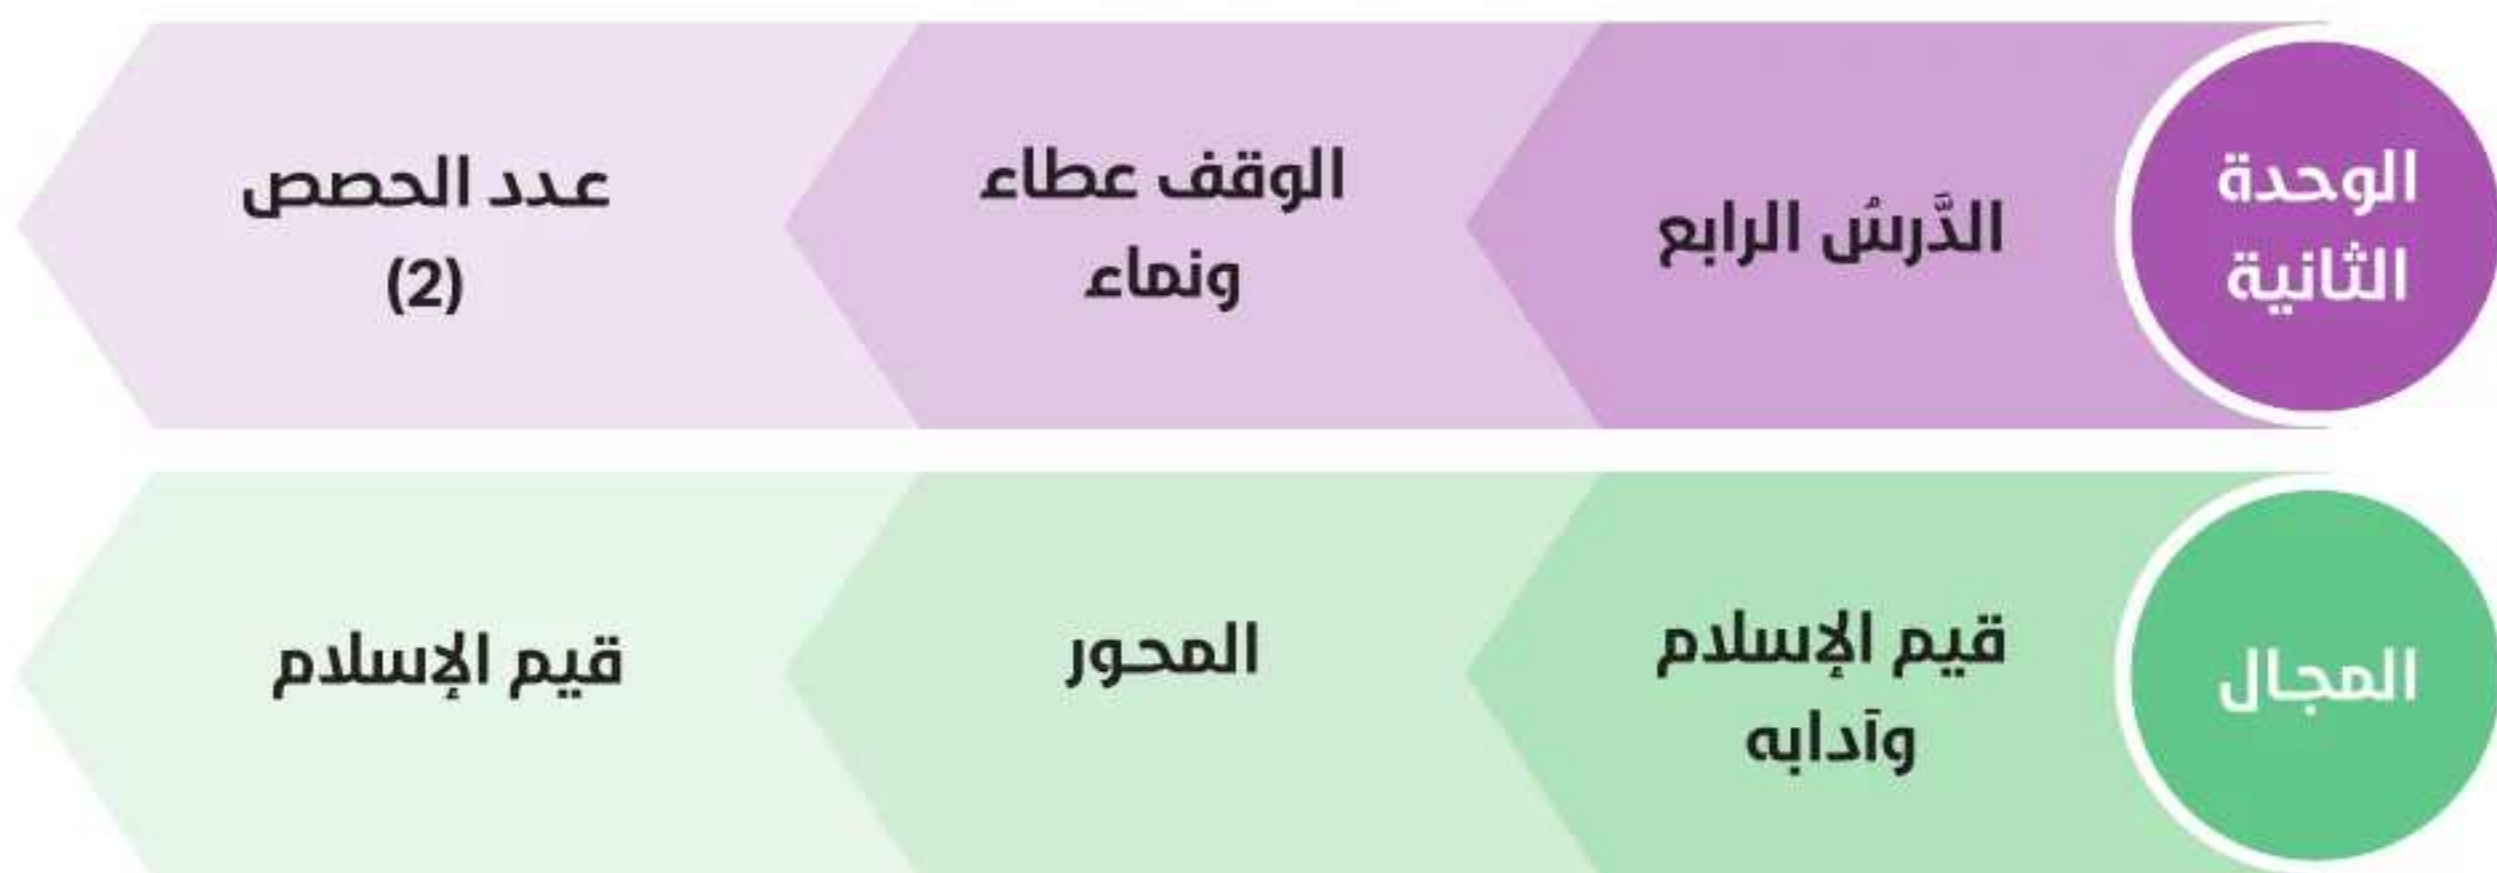 الوحدة
الثانية
الدَّرسُ الرابع
الوقف عطاء
ونماء
عدد الحصص
(2)
المجال
قيم الإسلام
وآدابه
المحور
قيم الإسلام